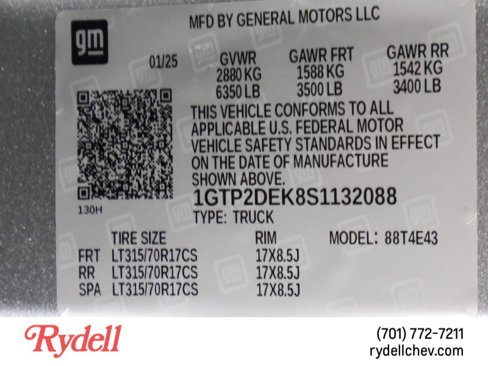 MFD BY GENERAL MOTORS LLC
gm
01/25 GVWR GAWR FRT GAWR RR
2880 KG 1588 KG 1542 KG
6350 LB 3500 LB 3400 LB
THIS VEHICLE CONFORMS TO ALL
APPLICABLE U.S. FEDERAL MOTOR
VEHICLE SAFETY STANDARDS IN EFFECT
ON THE DATE OF MANUFACTURE
SHOWN ABOVE.
1GTP2DEK8S1132088
130H
TYPE: TRUCK
TIRE SIZE RIM MODEL: 88T4E43
FRT LT315/70R17CS 17X8.5J
RR LT315/70R17CS 17X8.5J
SPA LT315/70R17CS 17X8.5J
Rydell
(701) 772-7211
rydellchev.com